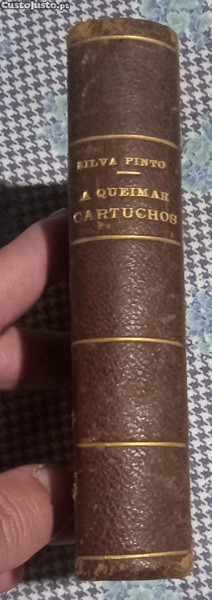 CustoJusto.pt
SILVA PINTO
A QUEIMAR
CARTUCHOS